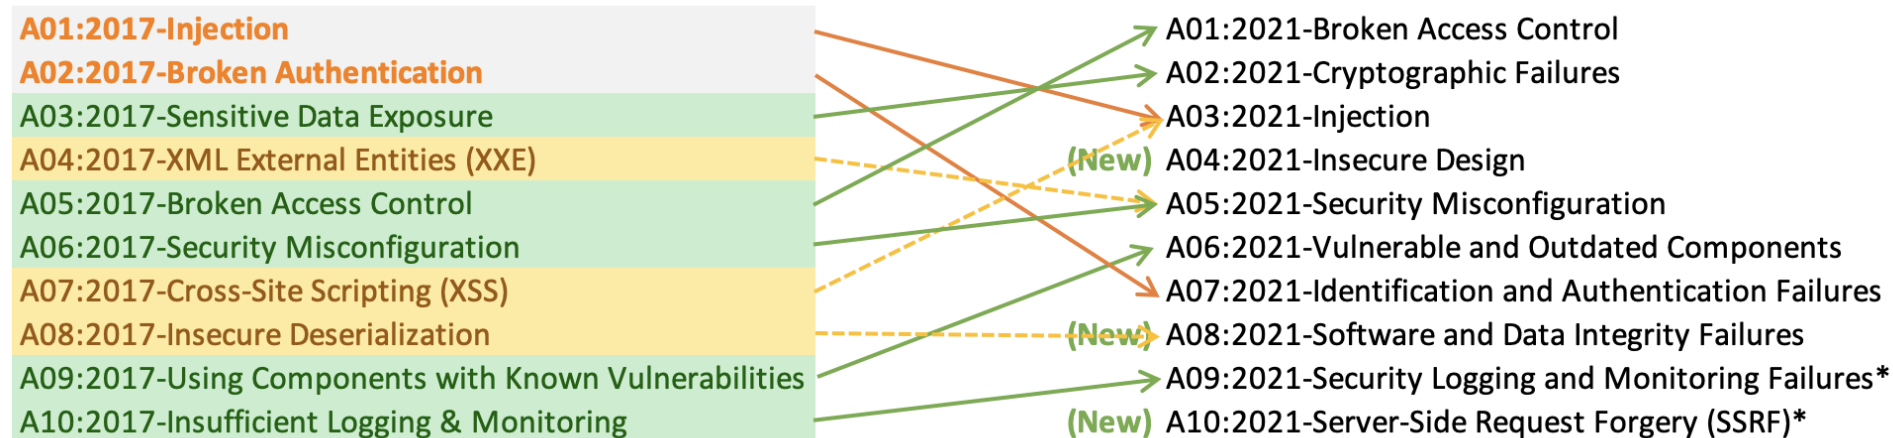 A01:2017-Injection
A02:2017-Broken Authentication
A03:2017-Sensitive Data Exposure
A04:2017-XML External Entities (XXE)
A05:2017-Broken Access Control
A06:2017-Security Misconfiguration
A07:2017-Cross-Site Scripting (XSS)
A08:2017-Insecure Deserialization
A09:2017-Using Components with Known Vulnerabilities
A10:2017-Insufficient Logging & Monitoring
A01:2021-Broken Access Control
A02:2021-Cryptographic Failures
A03:2021-Injection
(New) A04:2021-Insecure Design
A05:2021-Security Misconfiguration
A06:2021-Vulnerable and Outdated Components
A07:2021-Identification and Authentication Failures
(New) A08:2021-Software and Data Integrity Failures
A09:2021-Security Logging and Monitoring Failures*
(New) A10:2021-Server-Side Request Forgery (SSRF)*